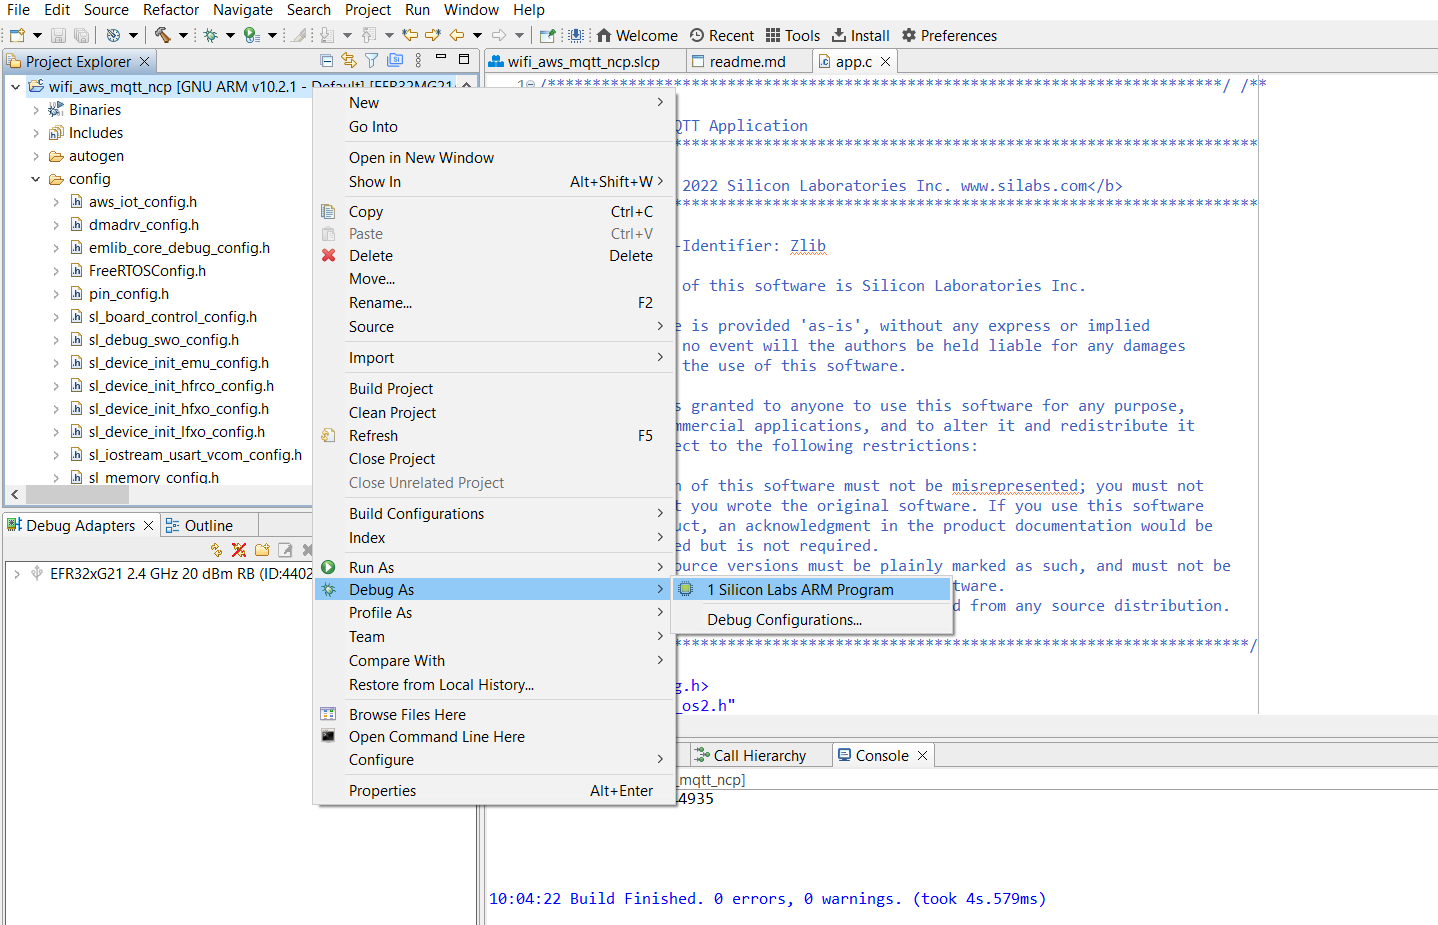 File Edit Source Refactor Navigate Search Project Run Window Help
Welcome Recent Tools Install Preferences
Project Explorer
wifi_aws_mqtt_ncp [GNU ARM v10.2.1 - Default] [EFR32MG21
Binaries
Includes
autogen
config
aws_iot_config.h
dmadrv_config.h
emlib_core_debug_config.h
FreeRTOSConfig.h
pin_config.h
sl_board_control_config.h
sl_debug_swo_config.h
sl_device_init_emu_config.h
sl_device_init_hfrco_config.h
sl_device_init_hfxo_config.h
sl_device_init_lfxo_config.h
sl_iostream_usart_vcom_config.h
sl_memory_config.h
Debug Adapters Outline
EFR32xG21 2.4 GHz 20 dBm RB (ID:4402
New
Go Into
Open in New Window
Show In Alt+Shift+W
Copy Ctrl+C
Paste Ctrl+V
Delete Delete
Move...
Rename... F2
Source
Import
Build Project
Clean Project
Refresh F5
Close Project
Close Unrelated Project
Build Configurations
Index
Run As
Debug As
Profile As
Team
Compare With
Restore from Local History...
Browse Files Here
Open Command Line Here
Configure
Properties Alt+Enter
1 Silicon Labs ARM Program
Debug Configurations...
wifi_aws_mqtt_ncp.slcp readme.md app.c
1 /***************************************************************************/ /**
QTT Application
*****************************************************************
2022 Silicon Laboratories Inc. www.silabs.com</b>
*****************************************************************
-Identifier: Zlib
of this software is Silicon Laboratories Inc.
e is provided 'as-is', without any express or implied
no event will the authors be held liable for any damages
the use of this software.
s granted to anyone to use this software for any purpose,
mmercial applications, and to alter it and redistribute it
ect to the following restrictions:
n of this software must not be misrepresented; you must not
t you wrote the original software. If you use this software
uct, an acknowledgment in the product documentation would be
ed but is not required.
ource versions must be plainly marked as such, and must not be
tware.
d from any source distribution.
****************************************************************/
g.h>
_os2.h"
Call Hierarchy Console
_mqtt_ncp]
4935
10:04:22 Build Finished. 0 errors, 0 warnings. (took 4s.579ms)